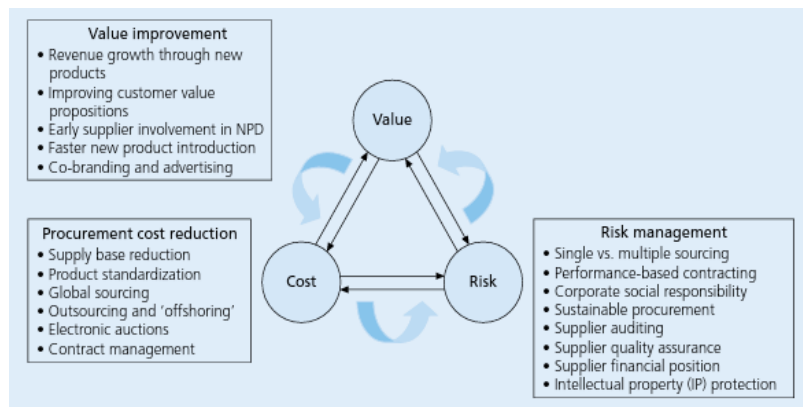 Value improvement
• Revenue growth through new
products
• Improving customer value
propositions
• Early supplier involvement in NPD
• Faster new product introduction
• Co-branding and advertising
Value
Procurement cost reduction
• Supply base reduction
• Product standardization
• Global sourcing
• Outsourcing and ‘offshoring’
• Electronic auctions
• Contract management
Cost
Risk
Risk management
• Single vs. multiple sourcing
• Performance-based contracting
• Corporate social responsibility
• Sustainable procurement
• Supplier auditing
• Supplier quality assurance
• Supplier financial position
• Intellectual property (IP) protection